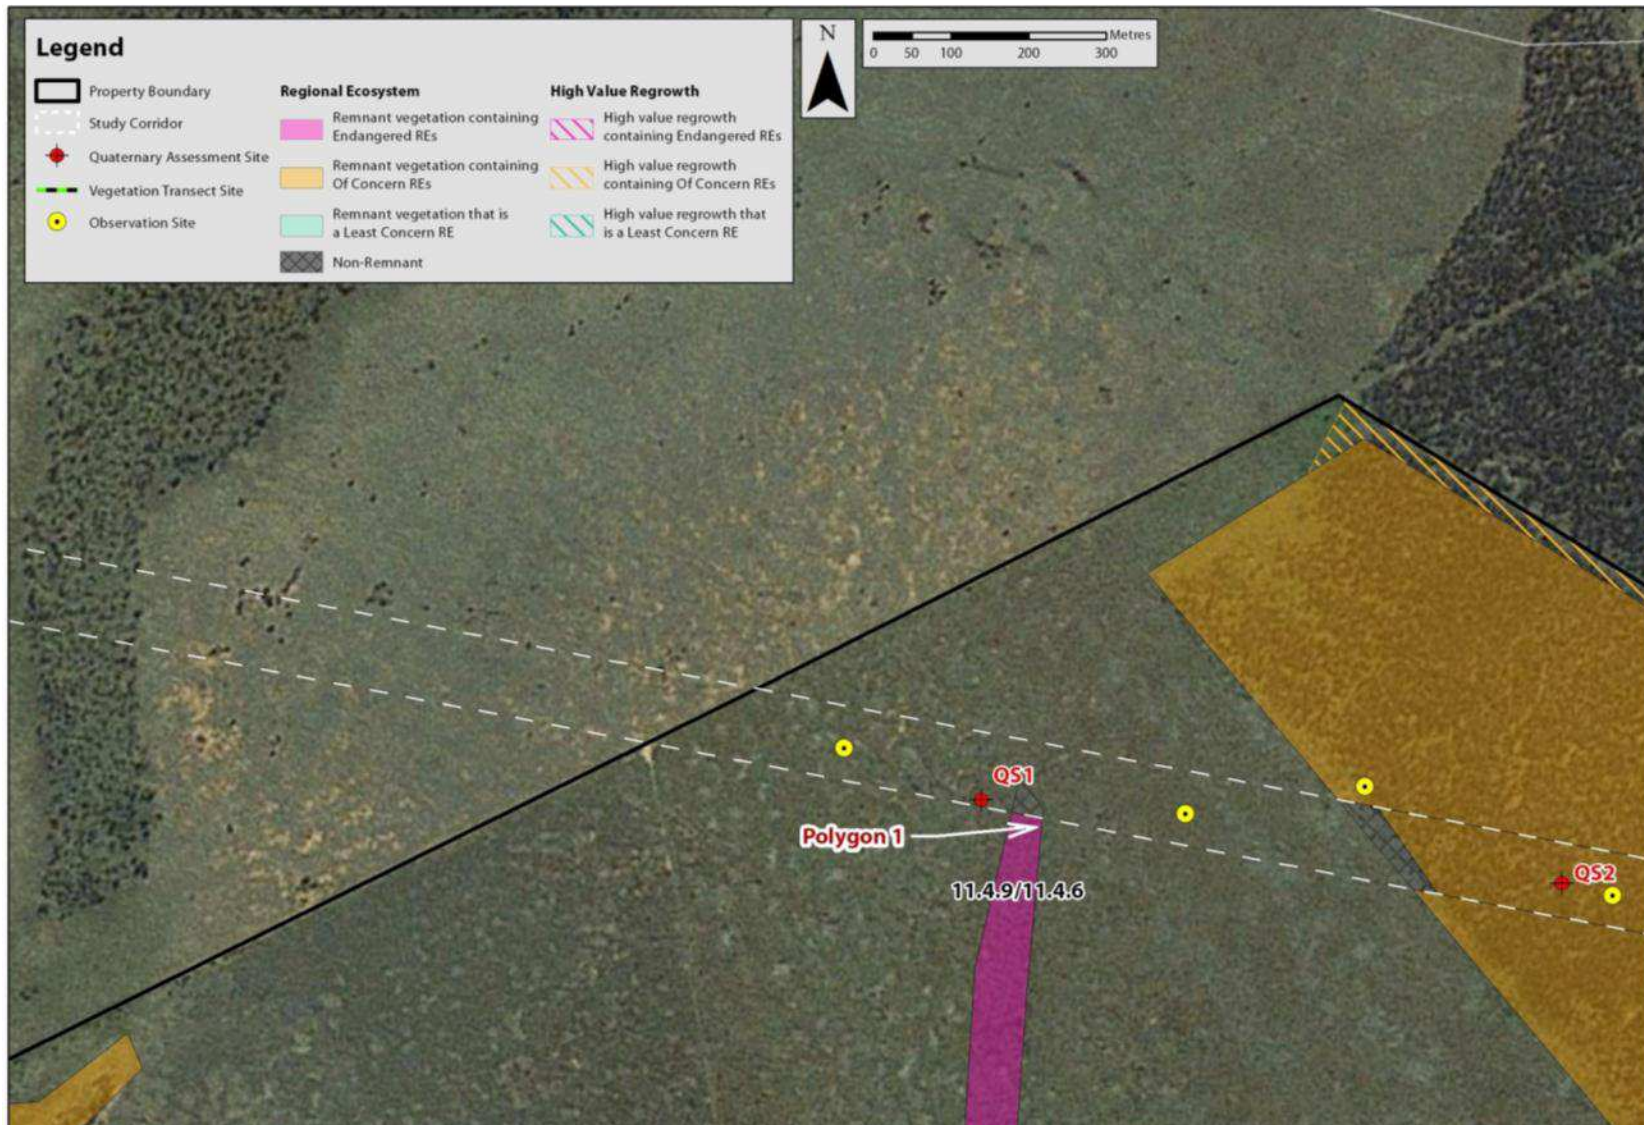 Legend
Property Boundary
Study Corridor
Quaternary Assessment Site
Vegetation Transect Site
Observation Site
Regional Ecosystem
Remnant vegetation containing
Endangered REs
Remnant vegetation containing
Of Concern REs
Remnant vegetation that is
a Least Concern RE
Non-Remnant
High Value Regrowth
High value regrowth
containing Endangered REs
High value regrowth
containing Of Concern REs
High value regrowth that
is a Least Concern RE
N
Metres
0 50 100 200 300
QS1
Polygon 1
11.4.9/11.4.6
QS2